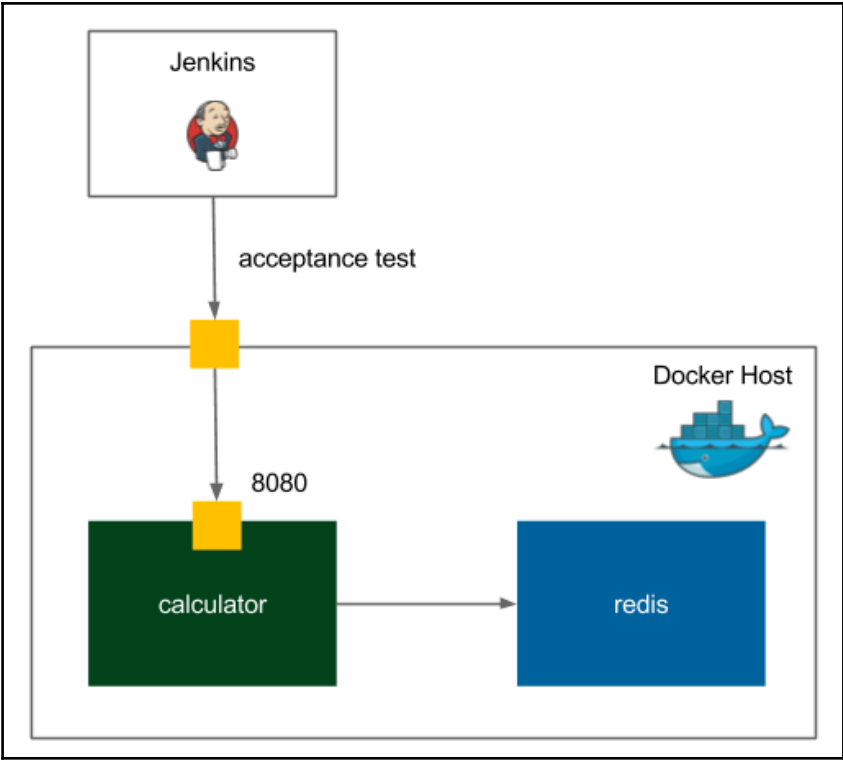 Jenkins
acceptance test
Docker Host
8080
calculator
redis